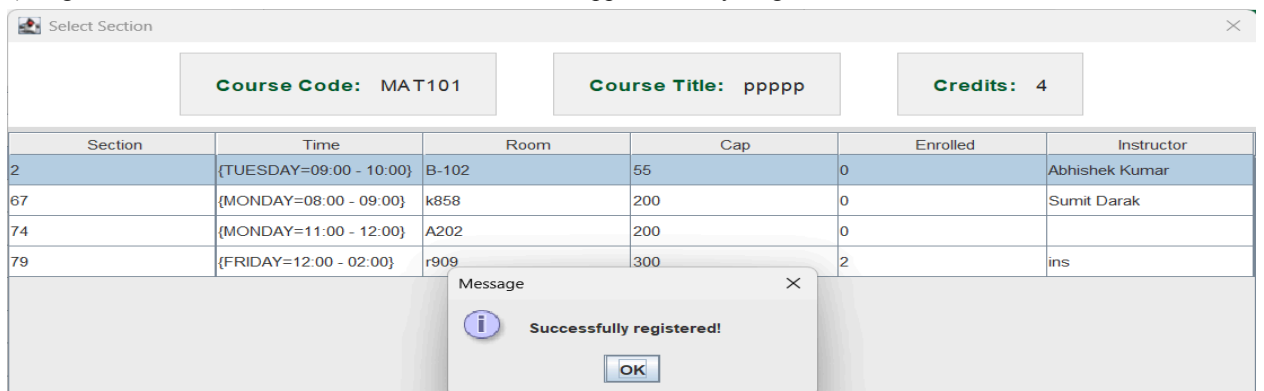 Select Section
Course Code: MAT101 Course Title: ppppp Credits: 4
Section Time Room Cap Enrolled Instructor
2 {TUESDAY=09:00 - 10:00} B-102 55 0 Abhishek Kumar
67 {MONDAY=08:00 - 09:00} k858 200 0 Sumit Darak
74 {MONDAY=11:00 - 12:00} A202 200 0
79 {FRIDAY=12:00 - 02:00} r909 300 2 ins
Message
Successfully registered!
OK